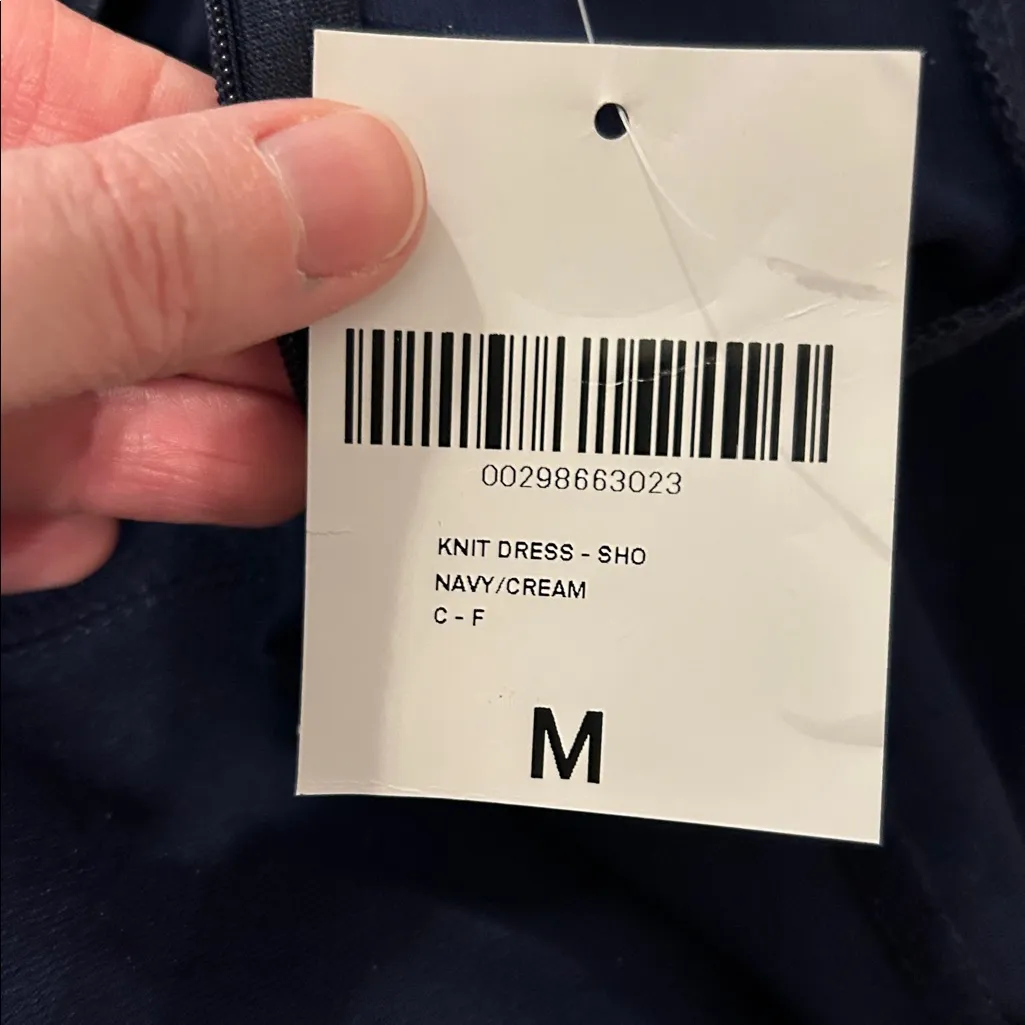 00298663023
KNIT DRESS - SHO
NAVY/CREAM
C - F
M